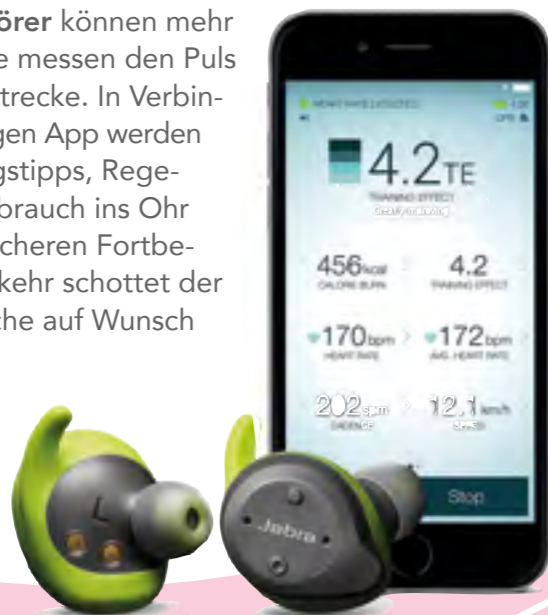 örer können mehr
e messen den Puls
trecke. In Verbin-
gen App werden
gstipps, Rege-
brauch ins Ohr
icheren Fortbe-
kehr schottet der
che auf Wunsch
4.2TE
TRAINING EFFECT
456kcal
CALORIE BURN
4.2
TRAINING EFFECT
170bpm
HEART RATE
172bpm
AVG. HEART RATE
202spm
CADENCE
12.1km/h
SPEED
Stop
L
Jabra